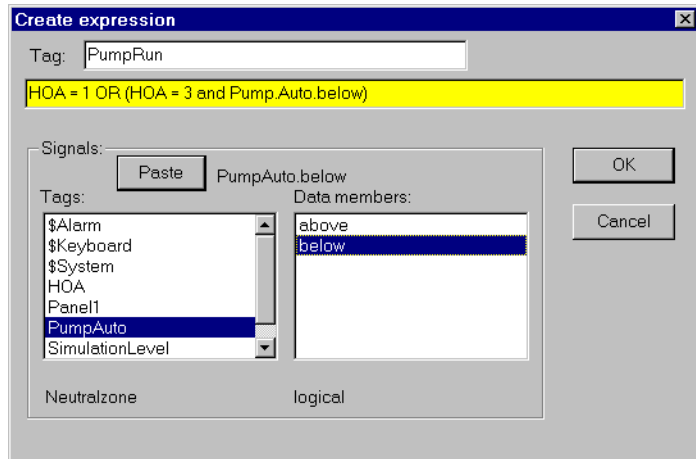 Create expression
Tag: PumpRun
HOA = 1 OR (HOA = 3 and Pump.Auto.below)
Signals:
Paste PumpAuto.below
OK
Tags:
Data members:
Cancel
$Alarm
$Keyboard
$System
HOA
Panel1
PumpAuto
SimulationLevel
above
below
Neutralzone
logical